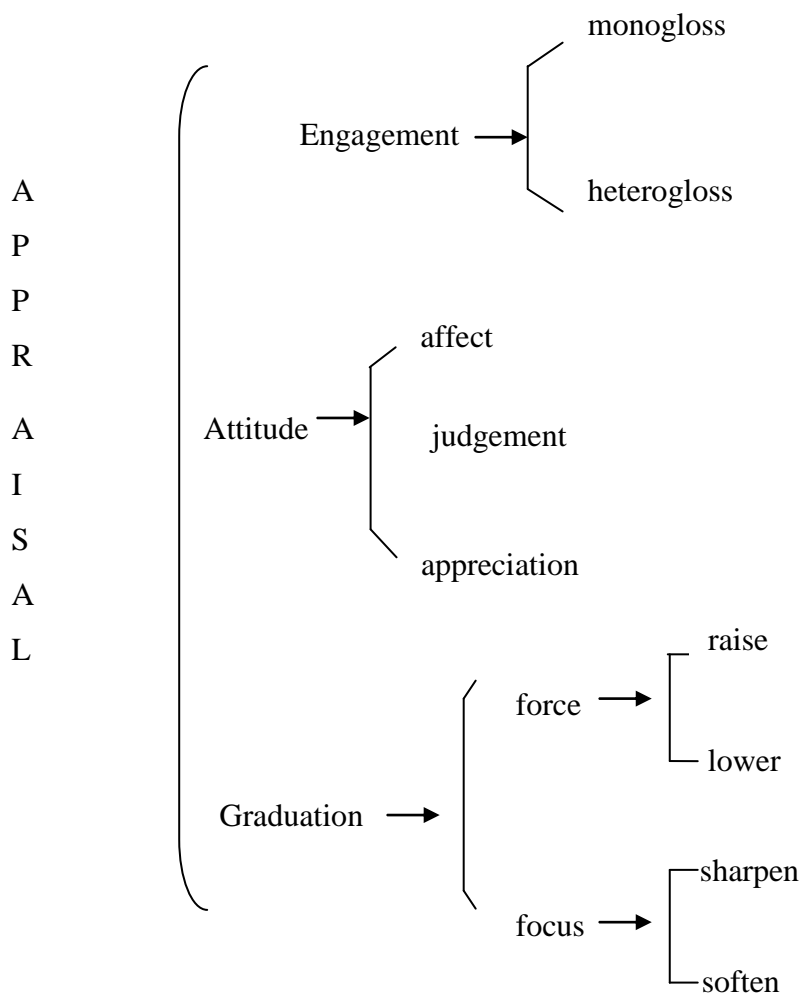 monogloss
Engagement
heterogloss
A
P
P
R
A
I
S
A
L
affect
Attitude
judgement
appreciation
raise
force
lower
Graduation
sharpen
focus
soften